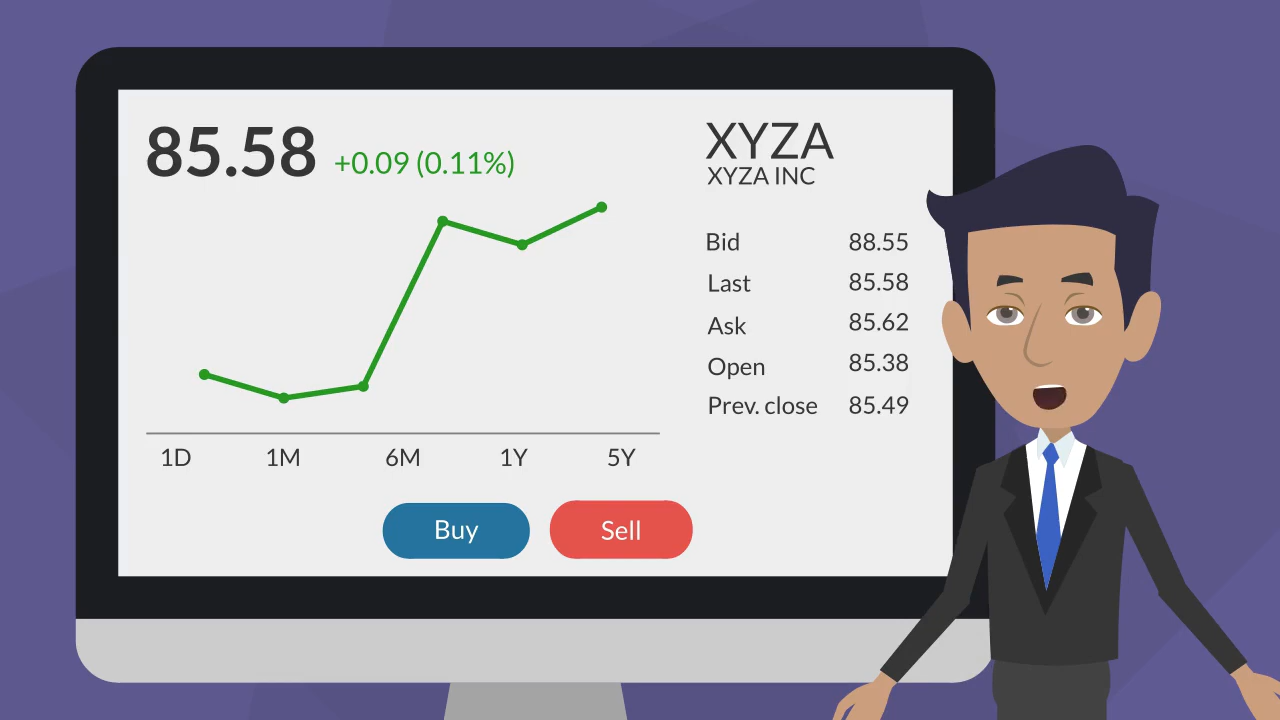 85.58 +0.09 (0.11%)
1D 1M 6M 1Y 5Y
XYZA
XYZA INC
Bid 88.55
Last 85.58
Ask 85.62
Open 85.38
Prev. close 85.49
Buy Sell